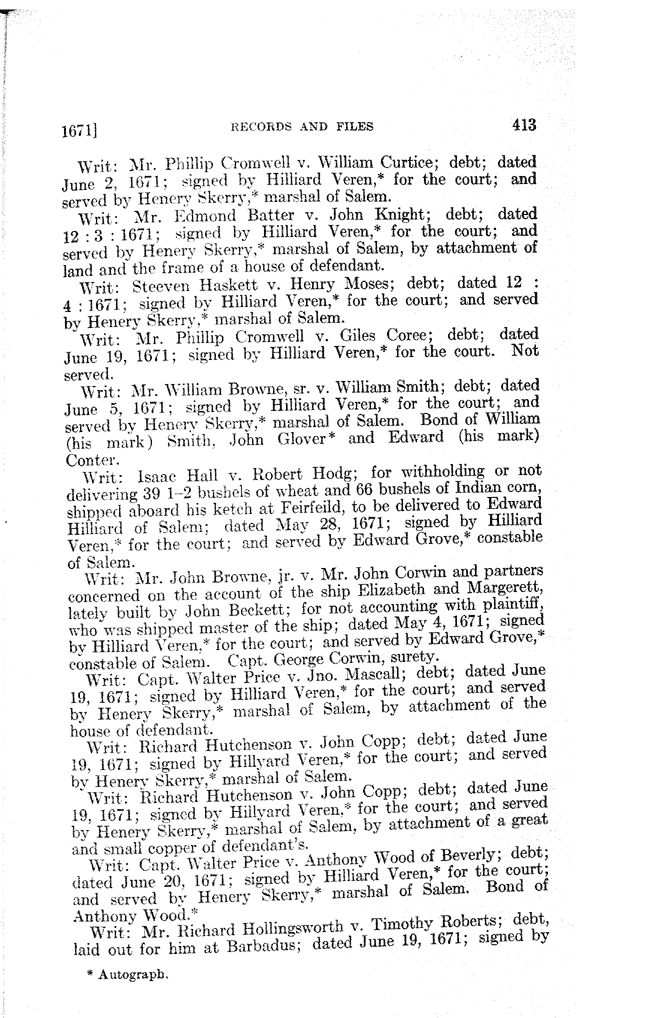 1671] RECORDS AND FILES 413
Writ: Mr. Phillip Cromwell v. William Curtice; debt; dated
June 2, 1671; signed by Hilliard Veren,* for the court; and
served by Henery Skerry,* marshal of Salem.
Writ: Mr. Edmond Batter v. John Knight; debt; dated
12 : 3 : 1671; signed by Hilliard Veren,* for the court; and
served by Henery Skerry,* marshal of Salem, by attachment of
land and the frame of a house of defendant.
Writ: Steeven Haskett v. Henry Moses; debt; dated 12 :
4 : 1671; signed by Hilliard Veren,* for the court; and served
by Henery Skerry,* marshal of Salem.
Writ: Mr. Phillip Cromwell v. Giles Coree; debt; dated
June 19, 1671; signed by Hilliard Veren,* for the court. Not
served.
Writ: Mr. William Browne, sr. v. William Smith; debt; dated
June 5, 1671; signed by Hilliard Veren,* for the court; and
served by Henery Skerry,* marshal of Salem. Bond of William
(his mark) Smith, John Glover* and Edward (his mark)
Conter.
Writ: Isaac Hall v. Robert Hodg; for withholding or not
delivering 39 1-2 bushels of wheat and 66 bushels of Indian corn,
shipped aboard his ketch at Feirfeild, to be delivered to Edward
Hilliard of Salem; dated May 28, 1671; signed by Hilliard
Veren,* for the court; and served by Edward Grove,* constable
of Salem.
Writ: Mr. John Browne, jr. v. Mr. John Corwin and partners
concerned on the account of the ship Elizabeth and Margerett,
lately built by John Beckett; for not accounting with plaintiff,
who was shipped master of the ship; dated May 4, 1671; signed
by Hilliard Veren,* for the court; and served by Edward Grove,*
constable of Salem. Capt. George Corwin, surety.
Writ: Capt. Walter Price v. Jno. Mascall; debt; dated June
19, 1671; signed by Hilliard Veren,* for the court; and served
by Henery Skerry,* marshal of Salem, by attachment of the
house of defendant.
Writ: Richard Hutchenson v. John Copp; debt; dated June
19, 1671; signed by Hillyard Veren,* for the court; and served
by Henery Skerry,* marshal of Salem.
Writ: Richard Hutchenson v. John Copp; debt; dated June
19, 1671; signed by Hillyard Veren,* for the court; and served
by Henery Skerry,* marshal of Salem, by attachment of a great
and small copper of defendant's.
Writ: Capt. Walter Price v. Anthony Wood of Beverly; debt;
dated June 20, 1671; signed by Hilliard Veren,* for the court;
and served by Henery Skerry,* marshal of Salem. Bond of
Anthony Wood.*
Writ: Mr. Richard Hollingsworth v. Timothy Roberts; debt,
laid out for him at Barbadus; dated June 19, 1671; signed by
* Autograph.